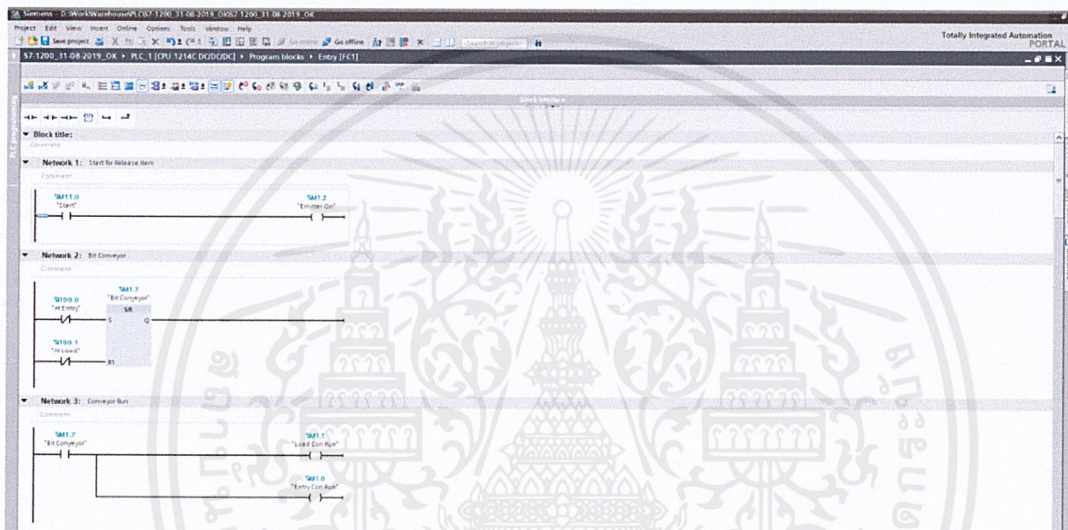 Siemens - D:\Work\Warehouse\PLC\S7-1200_31-08-2019_OK\S7-1200_31-08-2019_OK
Project Edit View Insert Online Options Tools Window Help
Totally Integrated Automation
PORTAL
Save project Go online Go offline
S7-1200_31-08-2019_OK ▸ PLC_1 [CPU 1214C DC/DC/DC] ▸ Program blocks ▸ Entry [FC1]
Block interface
Block title:
Comment
Network 1: Start for Release Item
Comment
%M11.0
"Start"
%M1.2
"Emitter On"
Network 2: Bit Conveyor
Comment
%M1.7
"Bit Conveyor"
%I100.0
"At Entry"
SR
S Q
%I100.1
"At Load"
R1
Network 3: Conveyor Run
Comment
%M1.7
"Bit Conveyor"
%M1.1
"Load Con Run"
%M1.0
"Entry Con Run"